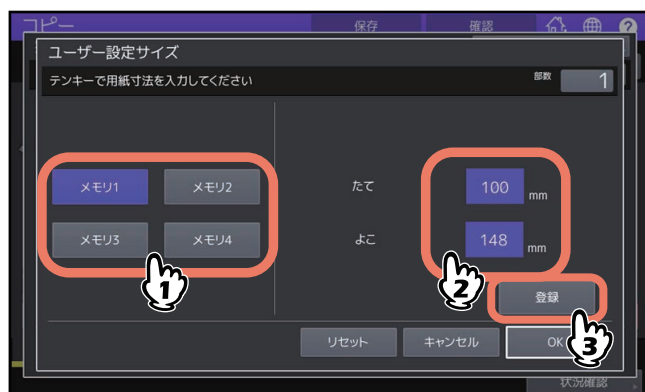 コピー
保存 確認 ?
ユーザー設定サイズ
テンキーで用紙寸法を入力してください 部数 1
メモリ1 メモリ2 たて 100 mm
メモリ3 メモリ4 よこ 148 mm
1 2
登録
3
リセット キャンセル OK
状況確認